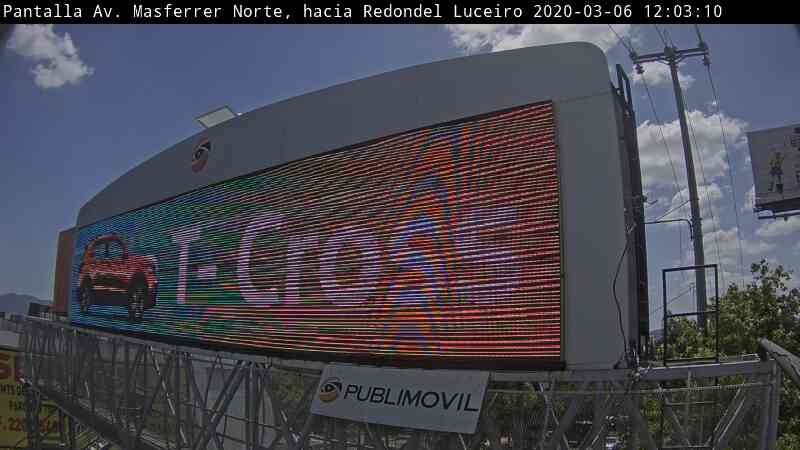 Pantalla Av. Masferrer Norte, hacia Redondel Luceiro 2020-03-06 12:03:10
T-Cross
PUBLIMOVIL